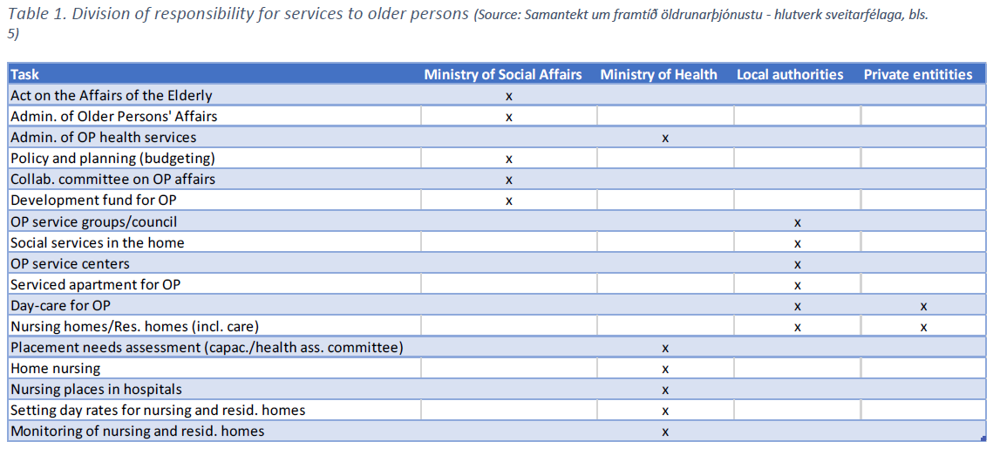 Table 1. Division of responsibility for services to older persons (Source: Samantekt um framtíð öldrunarþjónustu - hlutverk sveitarfélaga, bls.
5)
Task Ministry of Social Affairs Ministry of Health Local authorities Private entitities
Act on the Affairs of the Elderly x
Admin. of Older Persons' Affairs x
Admin. of OP health services x
Policy and planning (budgeting) x
Collab. committee on OP affairs x
Development fund for OP x
OP service groups/council x
Social services in the home x
OP service centers x
Serviced apartment for OP x
Day-care for OP x x
Nursing homes/Res. homes (incl. care) x x
Placement needs assessment (capac./health ass. committee) x
Home nursing x
Nursing places in hospitals x
Setting day rates for nursing and resid. homes x
Monitoring of nursing and resid. homes x